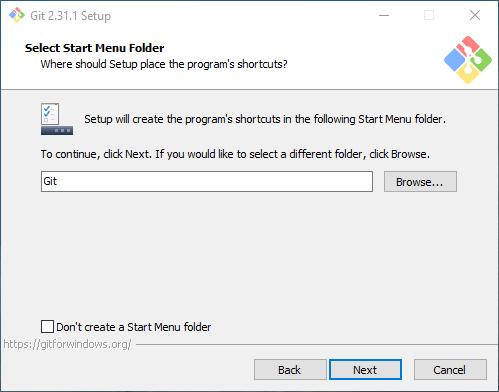 Git 2.31.1 Setup
Select Start Menu Folder
Where should Setup place the program's shortcuts?
Setup will create the program's shortcuts in the following Start Menu folder.
To continue, click Next. If you would like to select a different folder, click Browse.
Git
Browse...
Don't create a Start Menu folder
https://gitforwindows.org/
Back
Next
Cancel